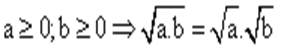 a ≥ 0; b ≥ 0 ⇒ √a.b = √a.√b